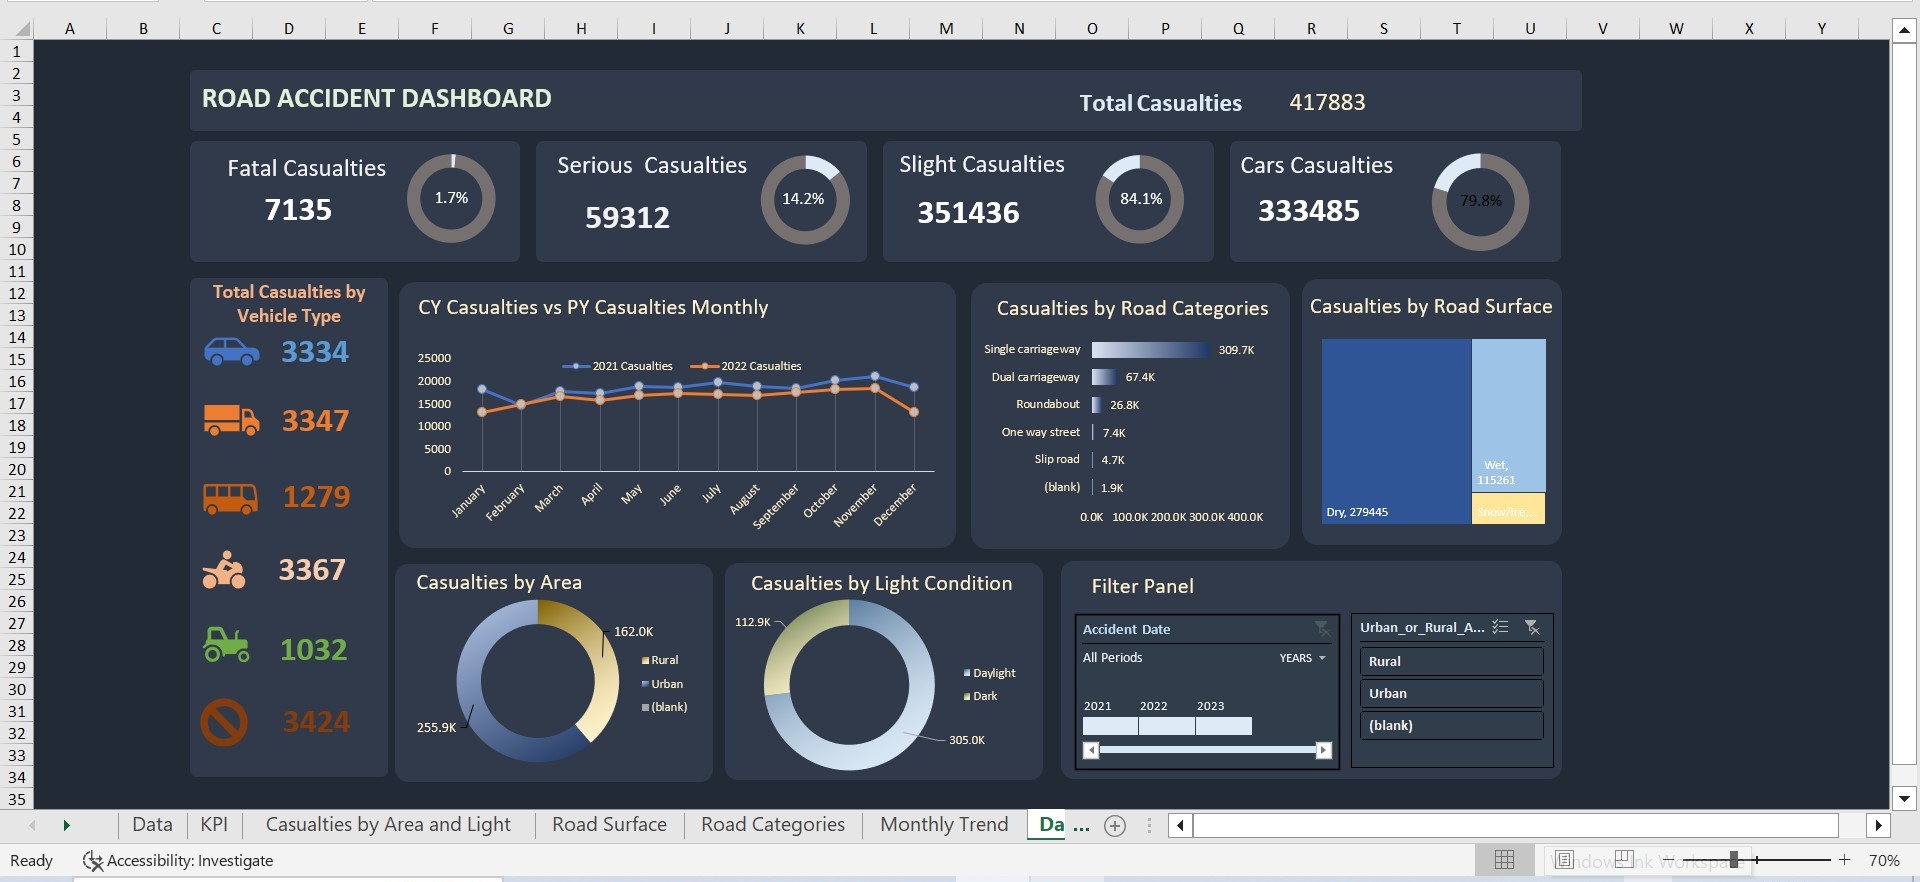 A B C D E F G H I J K L M N O P Q R S T U V W X Y
1
2
3
4
5
6
7
8
9
10
11
12
13
14
15
16
17
18
19
20
21
22
23
24
25
26
27
28
29
30
31
32
33
34
35
ROAD ACCIDENT DASHBOARD
Total Casualties 417883
Fatal Casualties
7135
1.7%
Serious Casualties
59312
14.2%
Slight Casualties
351436
84.1%
Cars Casualties
333485
79.8%
Total Casualties by
Vehicle Type
3334
3347
1279
3367
1032
3424
CY Casualties vs PY Casualties Monthly
2021 Casualties 2022 Casualties
25000
20000
15000
10000
5000
0
January February March April May June July August September October November December
Casualties by Road Categories
Single carriageway 309.7K
Dual carriageway 67.4K
Roundabout 26.8K
One way street 7.4K
Slip road 4.7K
(blank) 1.9K
0.0K 100.0K 200.0K 300.0K 400.0K
Casualties by Road Surface
Wet,
115261
Dry, 279445
Snow/Ice,...
Casualties by Area
162.0K
Rural
Urban
(blank)
255.9K
Casualties by Light Condition
112.9K
Daylight
Dark
305.0K
Filter Panel
Accident Date
All Periods YEARS
2021 2022 2023
Urban_or_Rural_A...
Rural
Urban
(blank)
Data KPI Casualties by Area and Light Road Surface Road Categories Monthly Trend Da ...
Ready Accessibility: Investigate
Windows Ink Workspace
70%